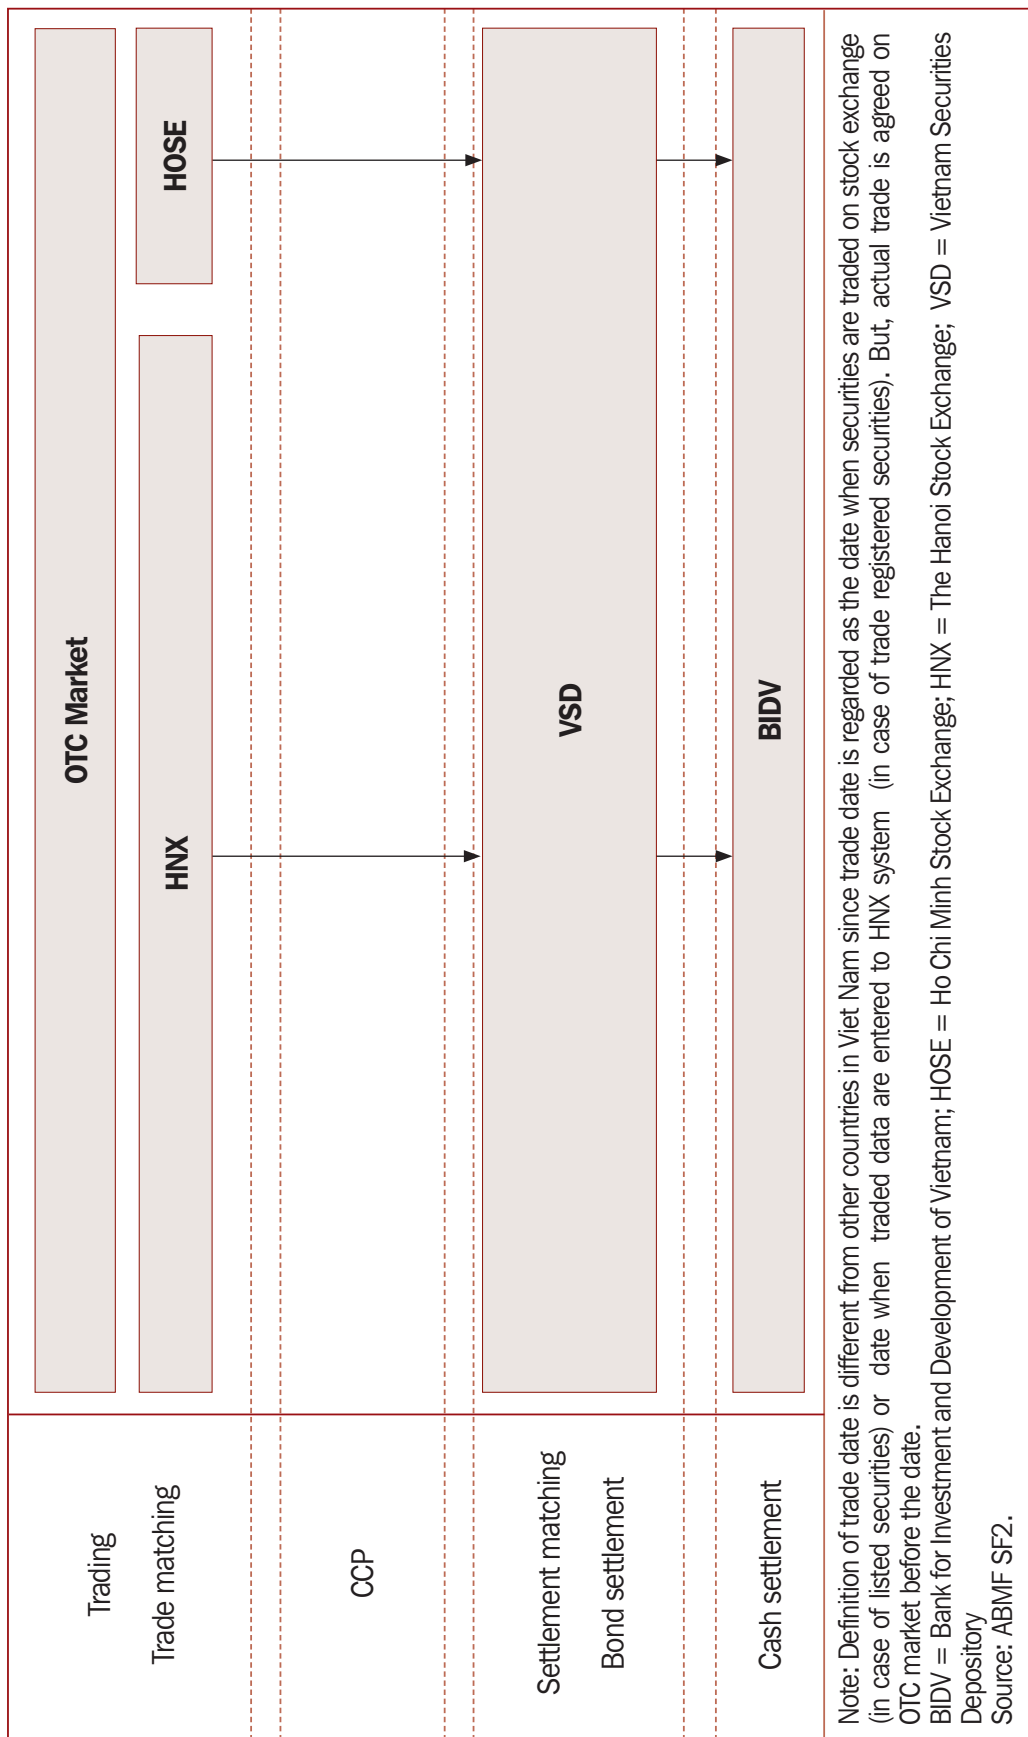 Trading
OTC Market
Trade matching
HNX
HOSE
CCP
Settlement matching
Bond settlement
VSD
Cash settlement
BIDV
Note: Definition of trade date is different from other countries in Viet Nam since trade date is regarded as the date when securities are traded on stock exchange
(in case of listed securities) or date when traded data are entered to HNX system (in case of trade registered securities). But, actual trade is agreed on
OTC market before the date.
BIDV = Bank for Investment and Development of Vietnam; HOSE = Ho Chi Minh Stock Exchange; HNX = The Hanoi Stock Exchange; VSD = Vietnam Securities
Depository
Source: ABMF SF2.